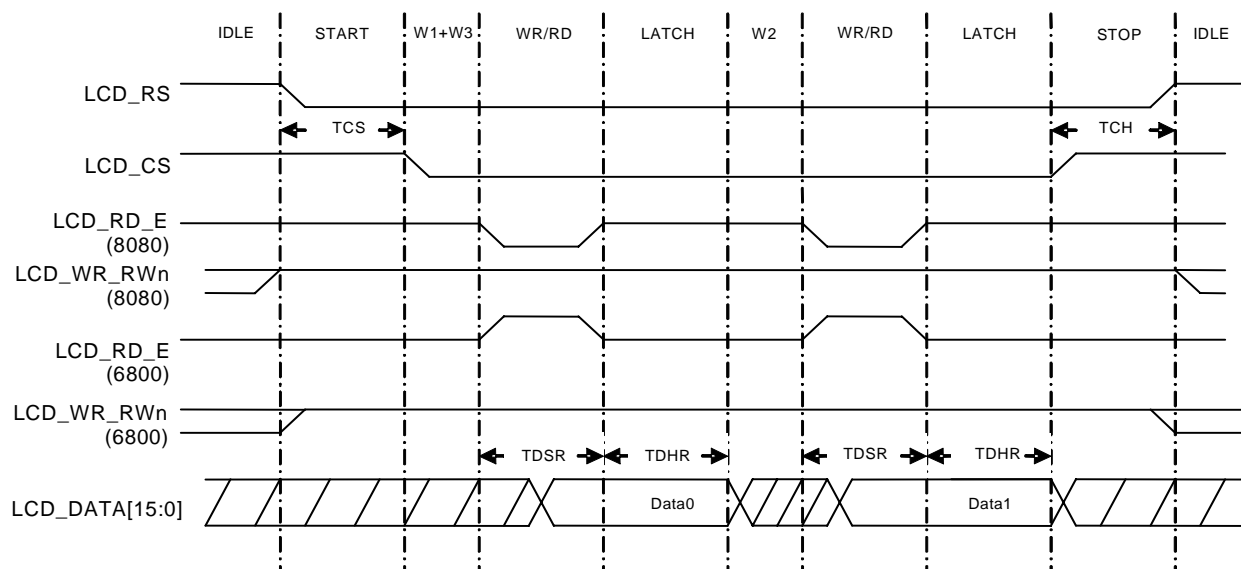 IDLE START W1+W3 WR/RD LATCH W2 WR/RD LATCH STOP IDLE
LCD_RS
TCS TCH
LCD_CS
LCD_RD_E
(8080)
LCD_WR_RWn
(8080)
LCD_RD_E
(6800)
LCD_WR_RWn
(6800)
TDSR TDHR TDSR TDHR
LCD_DATA[15:0] Data0 Data1